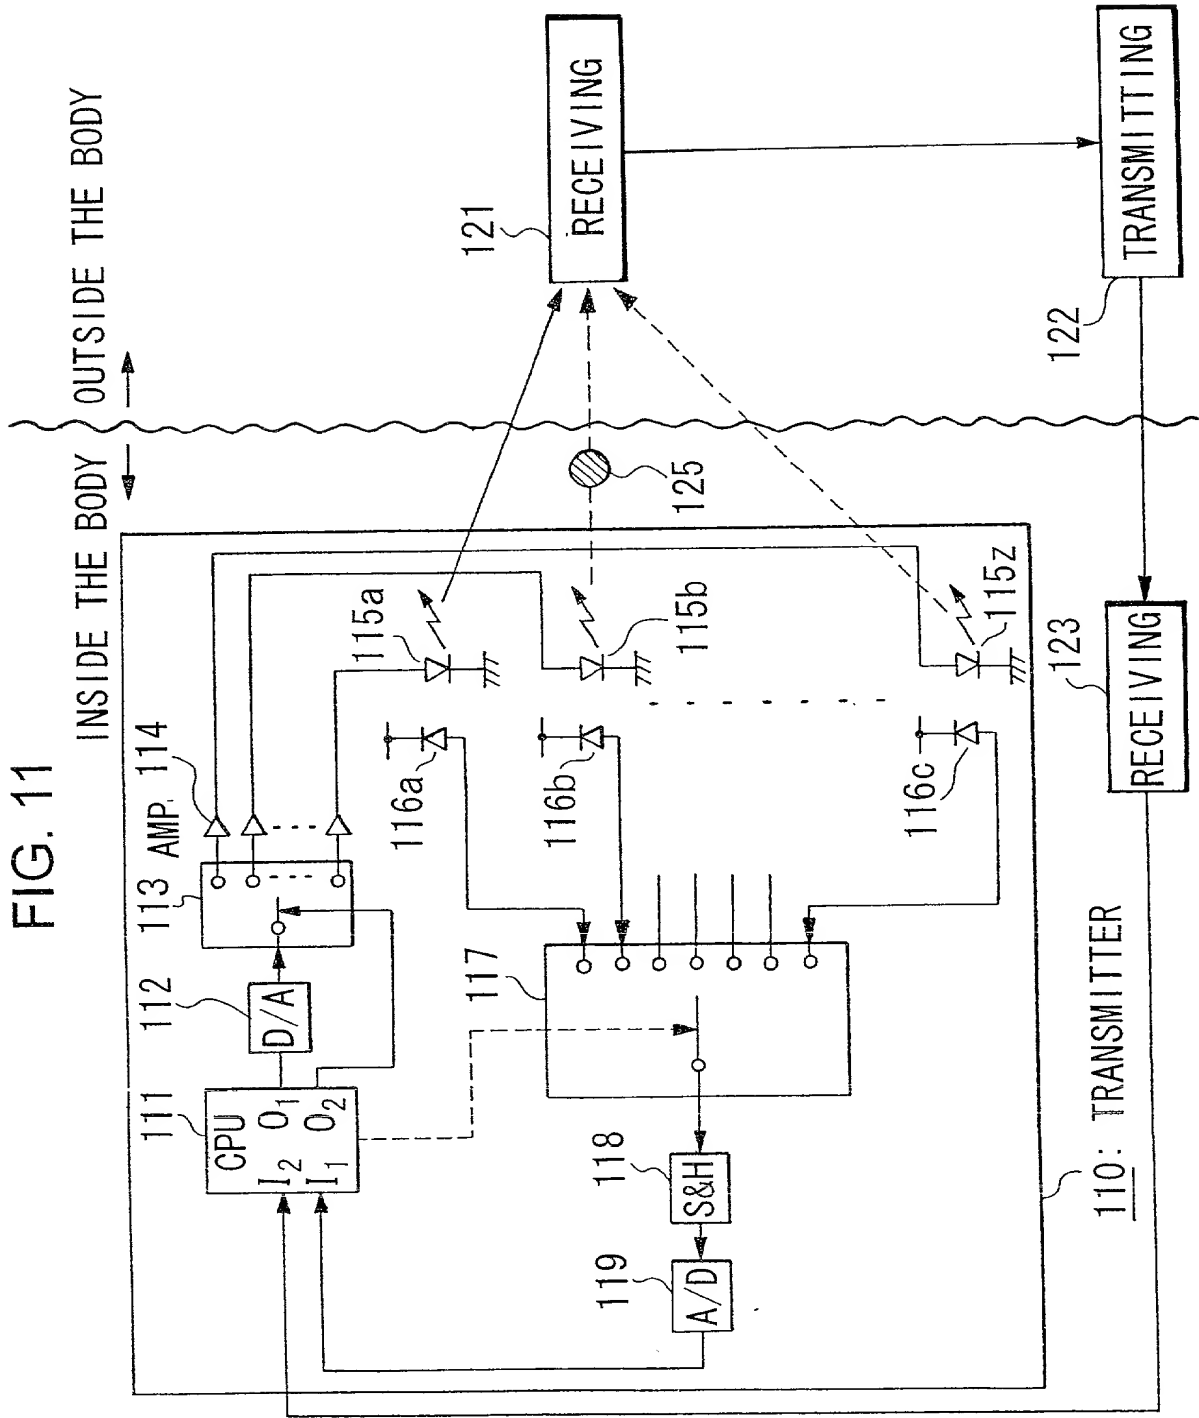 FIG. 11
INSIDE THE BODY
OUTSIDE THE BODY
111
CPU
I2
O1
I1
O2
112
D/A
113
AMP. 114
115a
115b
115z
116a
116b
116c
117
118
S&H
119
A/D
110: TRANSMITTER
125
121
RECEIVING
122
TRANSMITTING
123
RECEIVING